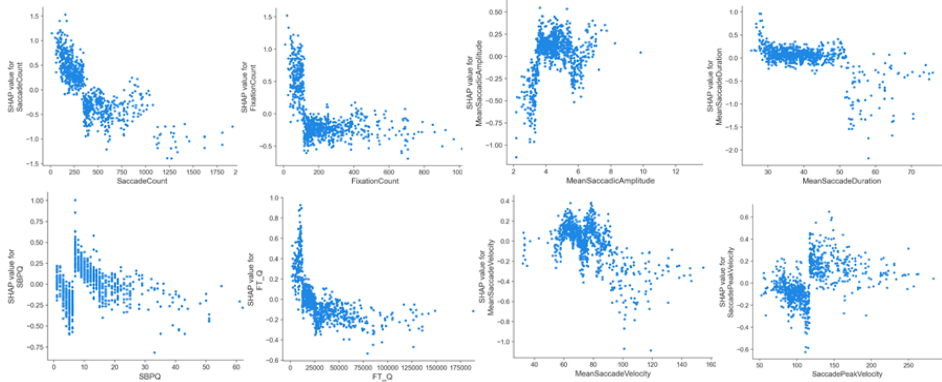 1.5
1.0
0.5
0.0
−0.5
−1.0
−1.5
SHAP value for
SaccadeCount
0 250 500 750 1000 1250 1500 1750 2
SaccadeCount
1.5
1.0
0.5
0.0
−0.5
SHAP value for
FixationCount
0 200 400 600 800 1000
FixationCount
0.50
0.25
0.00
−0.25
−0.50
−0.75
−1.00
SHAP value for
MeanSaccadicAmplitude
2 4 6 8 10 12
MeanSaccadicAmplitude
1.0
0.5
0.0
−0.5
−1.0
−1.5
−2.0
SHAP value for
MeanSaccadeDuration
30 40 50 60 70
MeanSaccadeDuration
1.00
0.75
0.50
0.25
0.00
−0.25
−0.50
−0.75
SHAP value for
SBPQ
0 10 20 30 40 50 60
SBPQ
1.0
0.8
0.6
0.4
0.2
0.0
−0.2
−0.4
−0.6
SHAP value for
FT_Q
0 25000 50000 75000 100000 125000 150000 175000
FT_Q
0.4
0.2
0.0
−0.2
−0.4
−0.6
−0.8
−1.0
SHAP value for
MeanSaccadeVelocity
40 60 80 100 120 140 160
MeanSaccadeVelocity
0.6
0.4
0.2
0.0
−0.2
−0.4
−0.6
SHAP value for
SaccadePeakVelocity
50 100 150 200 250
SaccadePeakVelocity